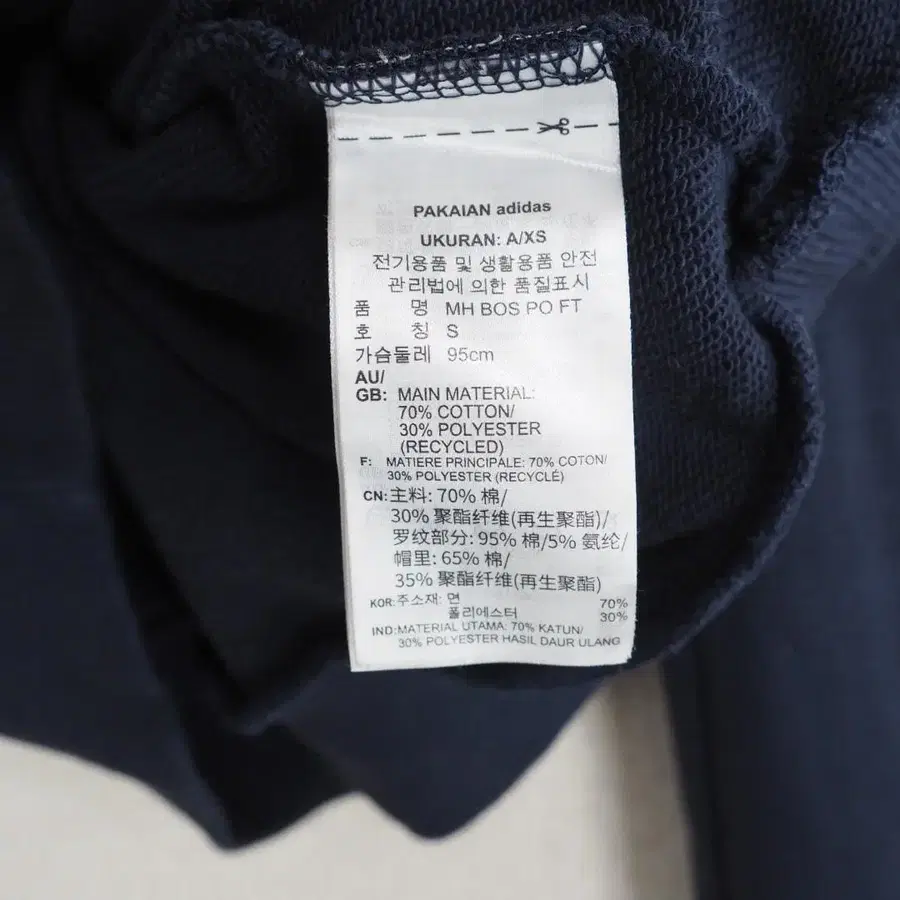 PAKAIAN adidas
UKURAN: A/XS
전기용품 및 생활용품 안전
관리법에 의한 품질표시
품 명 MH BOS PO FT
호 칭 S
가슴둘레 95cm
AU/
GB: MAIN MATERIAL:
70% COTTON/
30% POLYESTER
(RECYCLED)
F: MATIERE PRINCIPALE: 70% COTON/
30% POLYESTER (RECYCLÉ)
CN: 主料: 70% 棉/
30% 聚酯纤维(再生聚酯)/
罗纹部分: 95% 棉/5% 氨纶/
帽里: 65% 棉/
35% 聚酯纤维(再生聚酯)
KOR: 주소재: 면 70%
폴리에스터 30%
IND: MATERIAL UTAMA: 70% KATUN/
30% POLYESTER HASIL DAUR ULANG